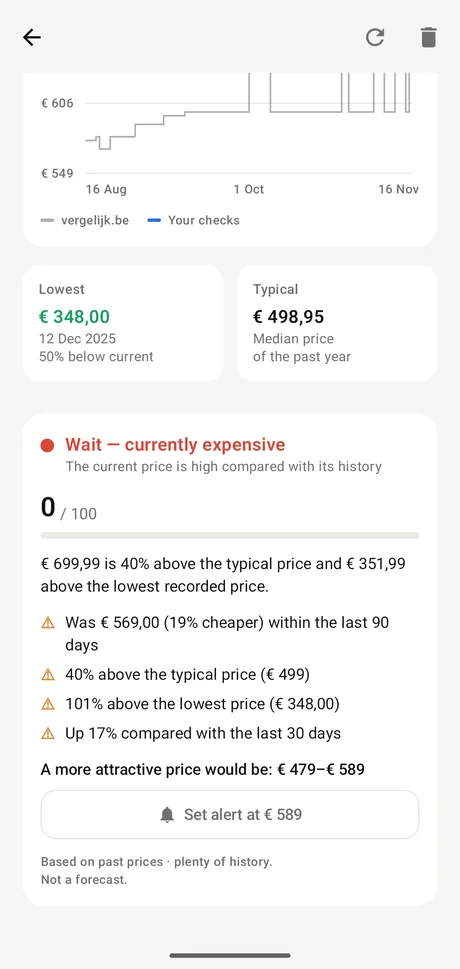 € 606
€ 549
16 Aug 1 Oct 16 Nov
vergelijk.be Your checks
Lowest
€ 348,00
12 Dec 2025
50% below current
Typical
€ 498,95
Median price
of the past year
Wait — currently expensive
The current price is high compared with its history
0 / 100
€ 699,99 is 40% above the typical price and € 351,99
above the lowest recorded price.
⚠ Was € 569,00 (19% cheaper) within the last 90
days
⚠ 40% above the typical price (€ 499)
⚠ 101% above the lowest price (€ 348,00)
⚠ Up 17% compared with the last 30 days
A more attractive price would be: € 479–€ 589
Set alert at € 589
Based on past prices · plenty of history.
Not a forecast.